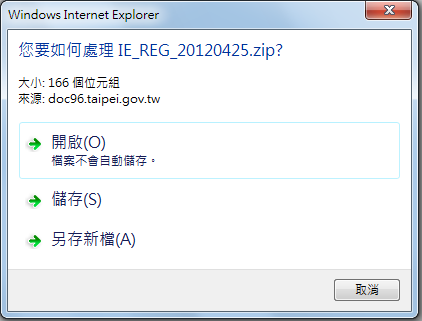 Windows Internet Explorer
您要如何處理 IE_REG_20120425.zip?
大小: 166 個位元組
來源: doc96.taipei.gov.tw
開啟(O)
檔案不會自動儲存。
儲存(S)
另存新檔(A)
取消